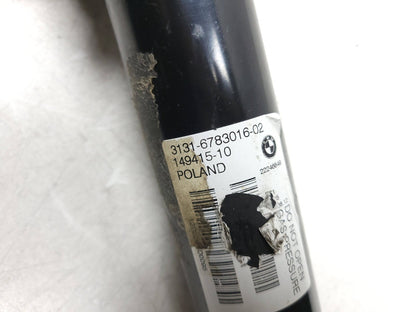 3131-6783016-02
149415-10
POLAND
DO NOT OPEN
GAS PRESSURE